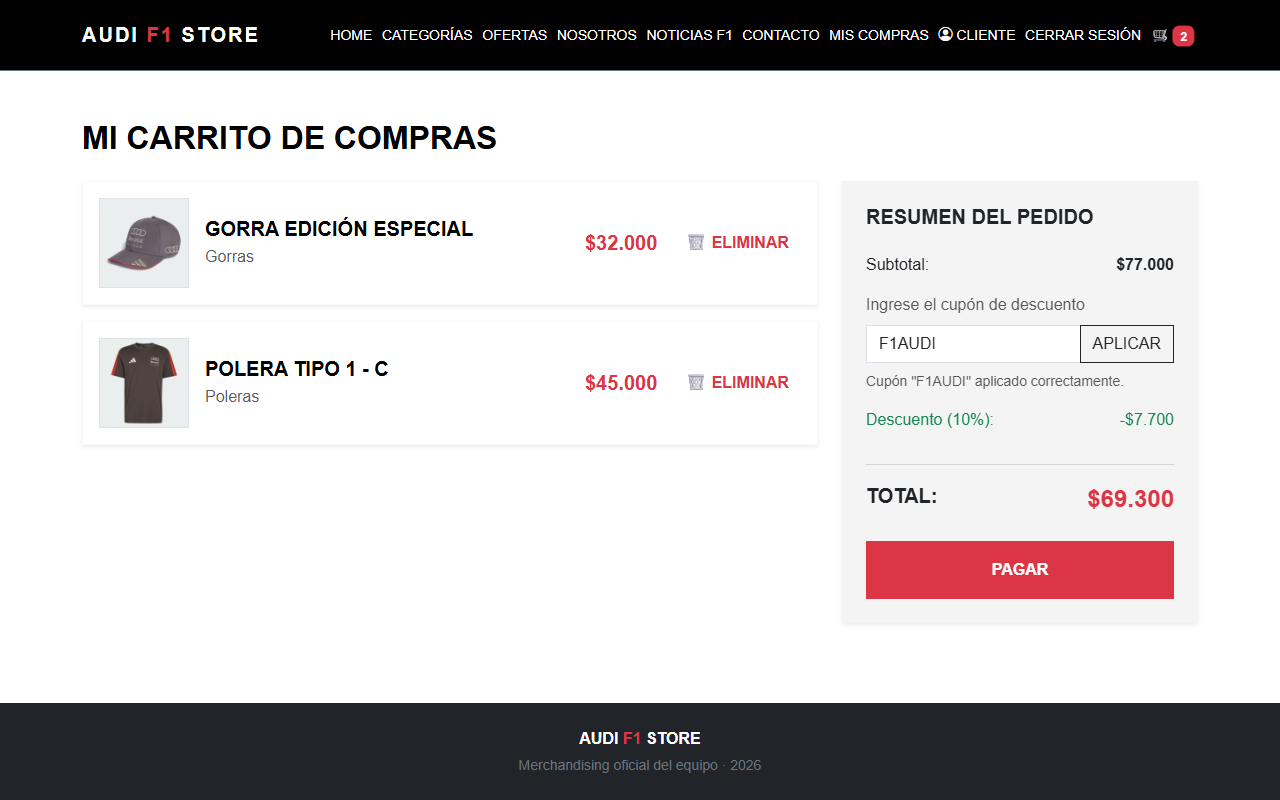 AUDI F1 STORE
HOME CATEGORÍAS OFERTAS NOSOTROS NOTICIAS F1 CONTACTO MIS COMPRAS CLIENTE CERRAR SESIÓN 2
MI CARRITO DE COMPRAS
GORRA EDICIÓN ESPECIAL
Gorras
$32.000 ELIMINAR
POLERA TIPO 1 - C
Poleras
$45.000 ELIMINAR
RESUMEN DEL PEDIDO
Subtotal: $77.000
Ingrese el cupón de descuento
F1AUDI APLICAR
Cupón "F1AUDI" aplicado correctamente.
Descuento (10%): -$7.700
TOTAL: $69.300
PAGAR
AUDI F1 STORE
Merchandising oficial del equipo · 2026